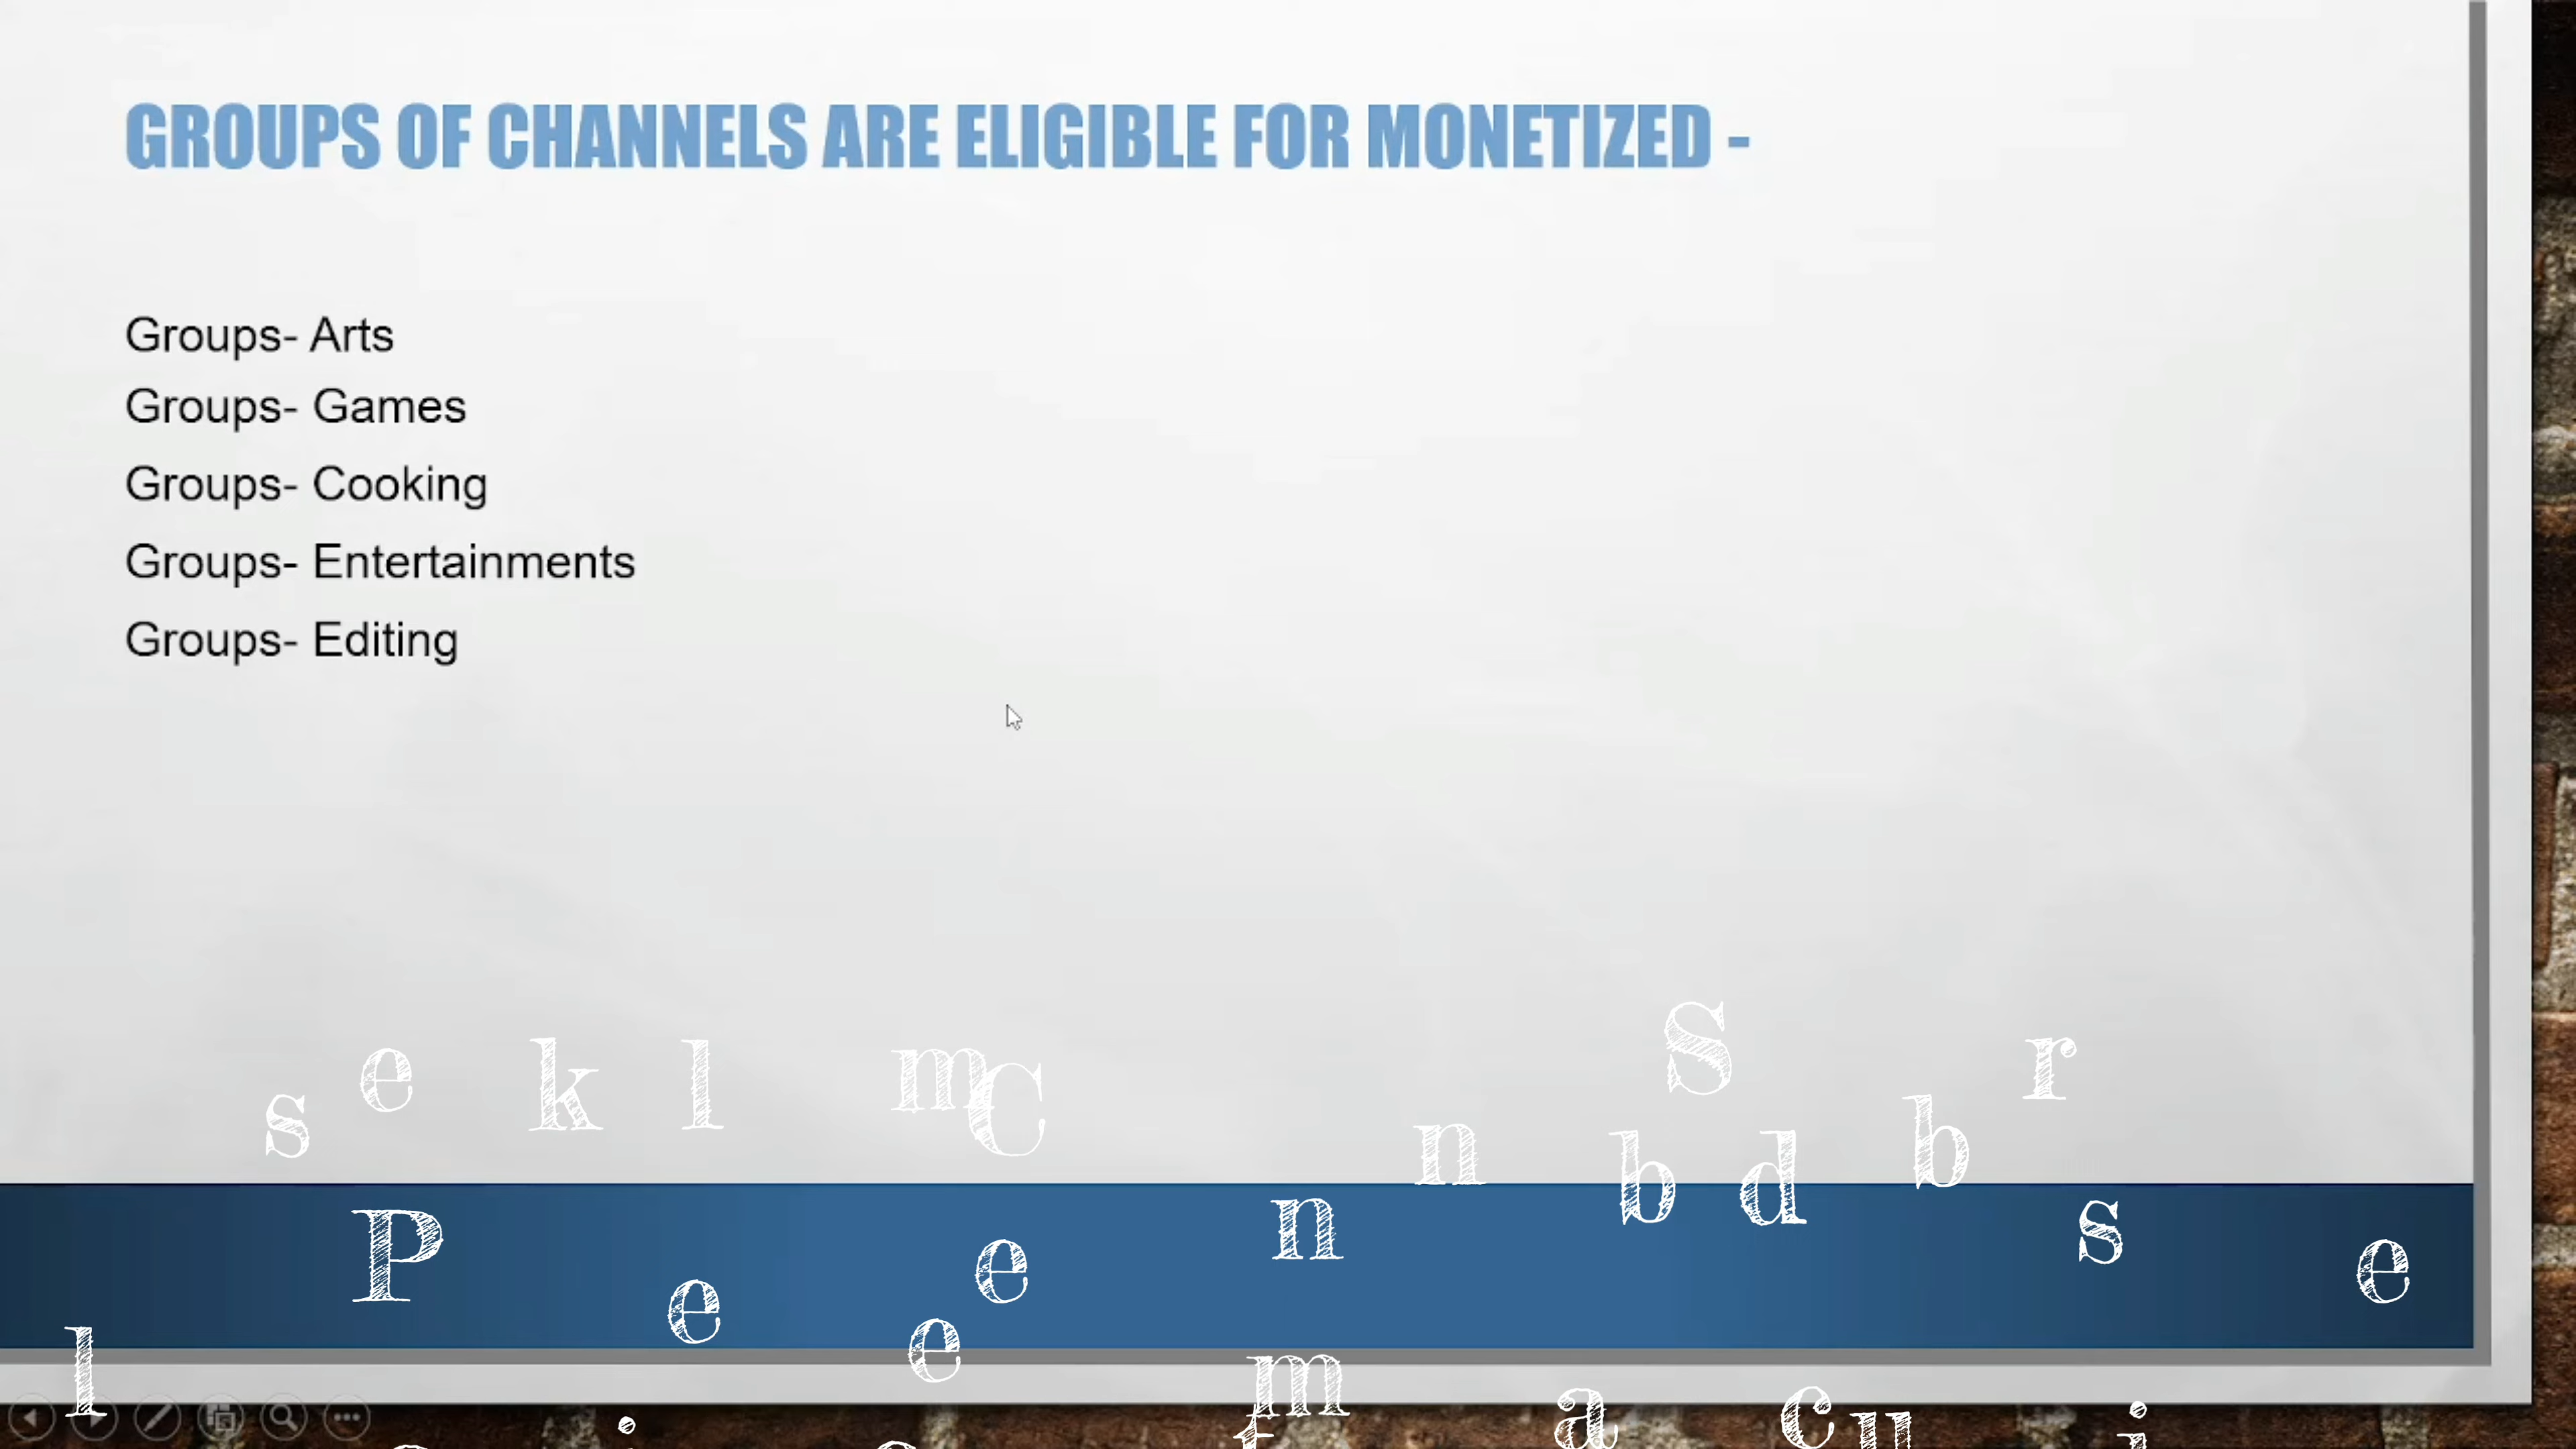 GROUPS OF CHANNELS ARE ELIGIBLE FOR MONETIZED -
Groups- Arts
Groups- Games
Groups- Cooking
Groups- Entertainments
Groups- Editing
s e k l m C n S b d b r
P e e e n s e
l m a c u i